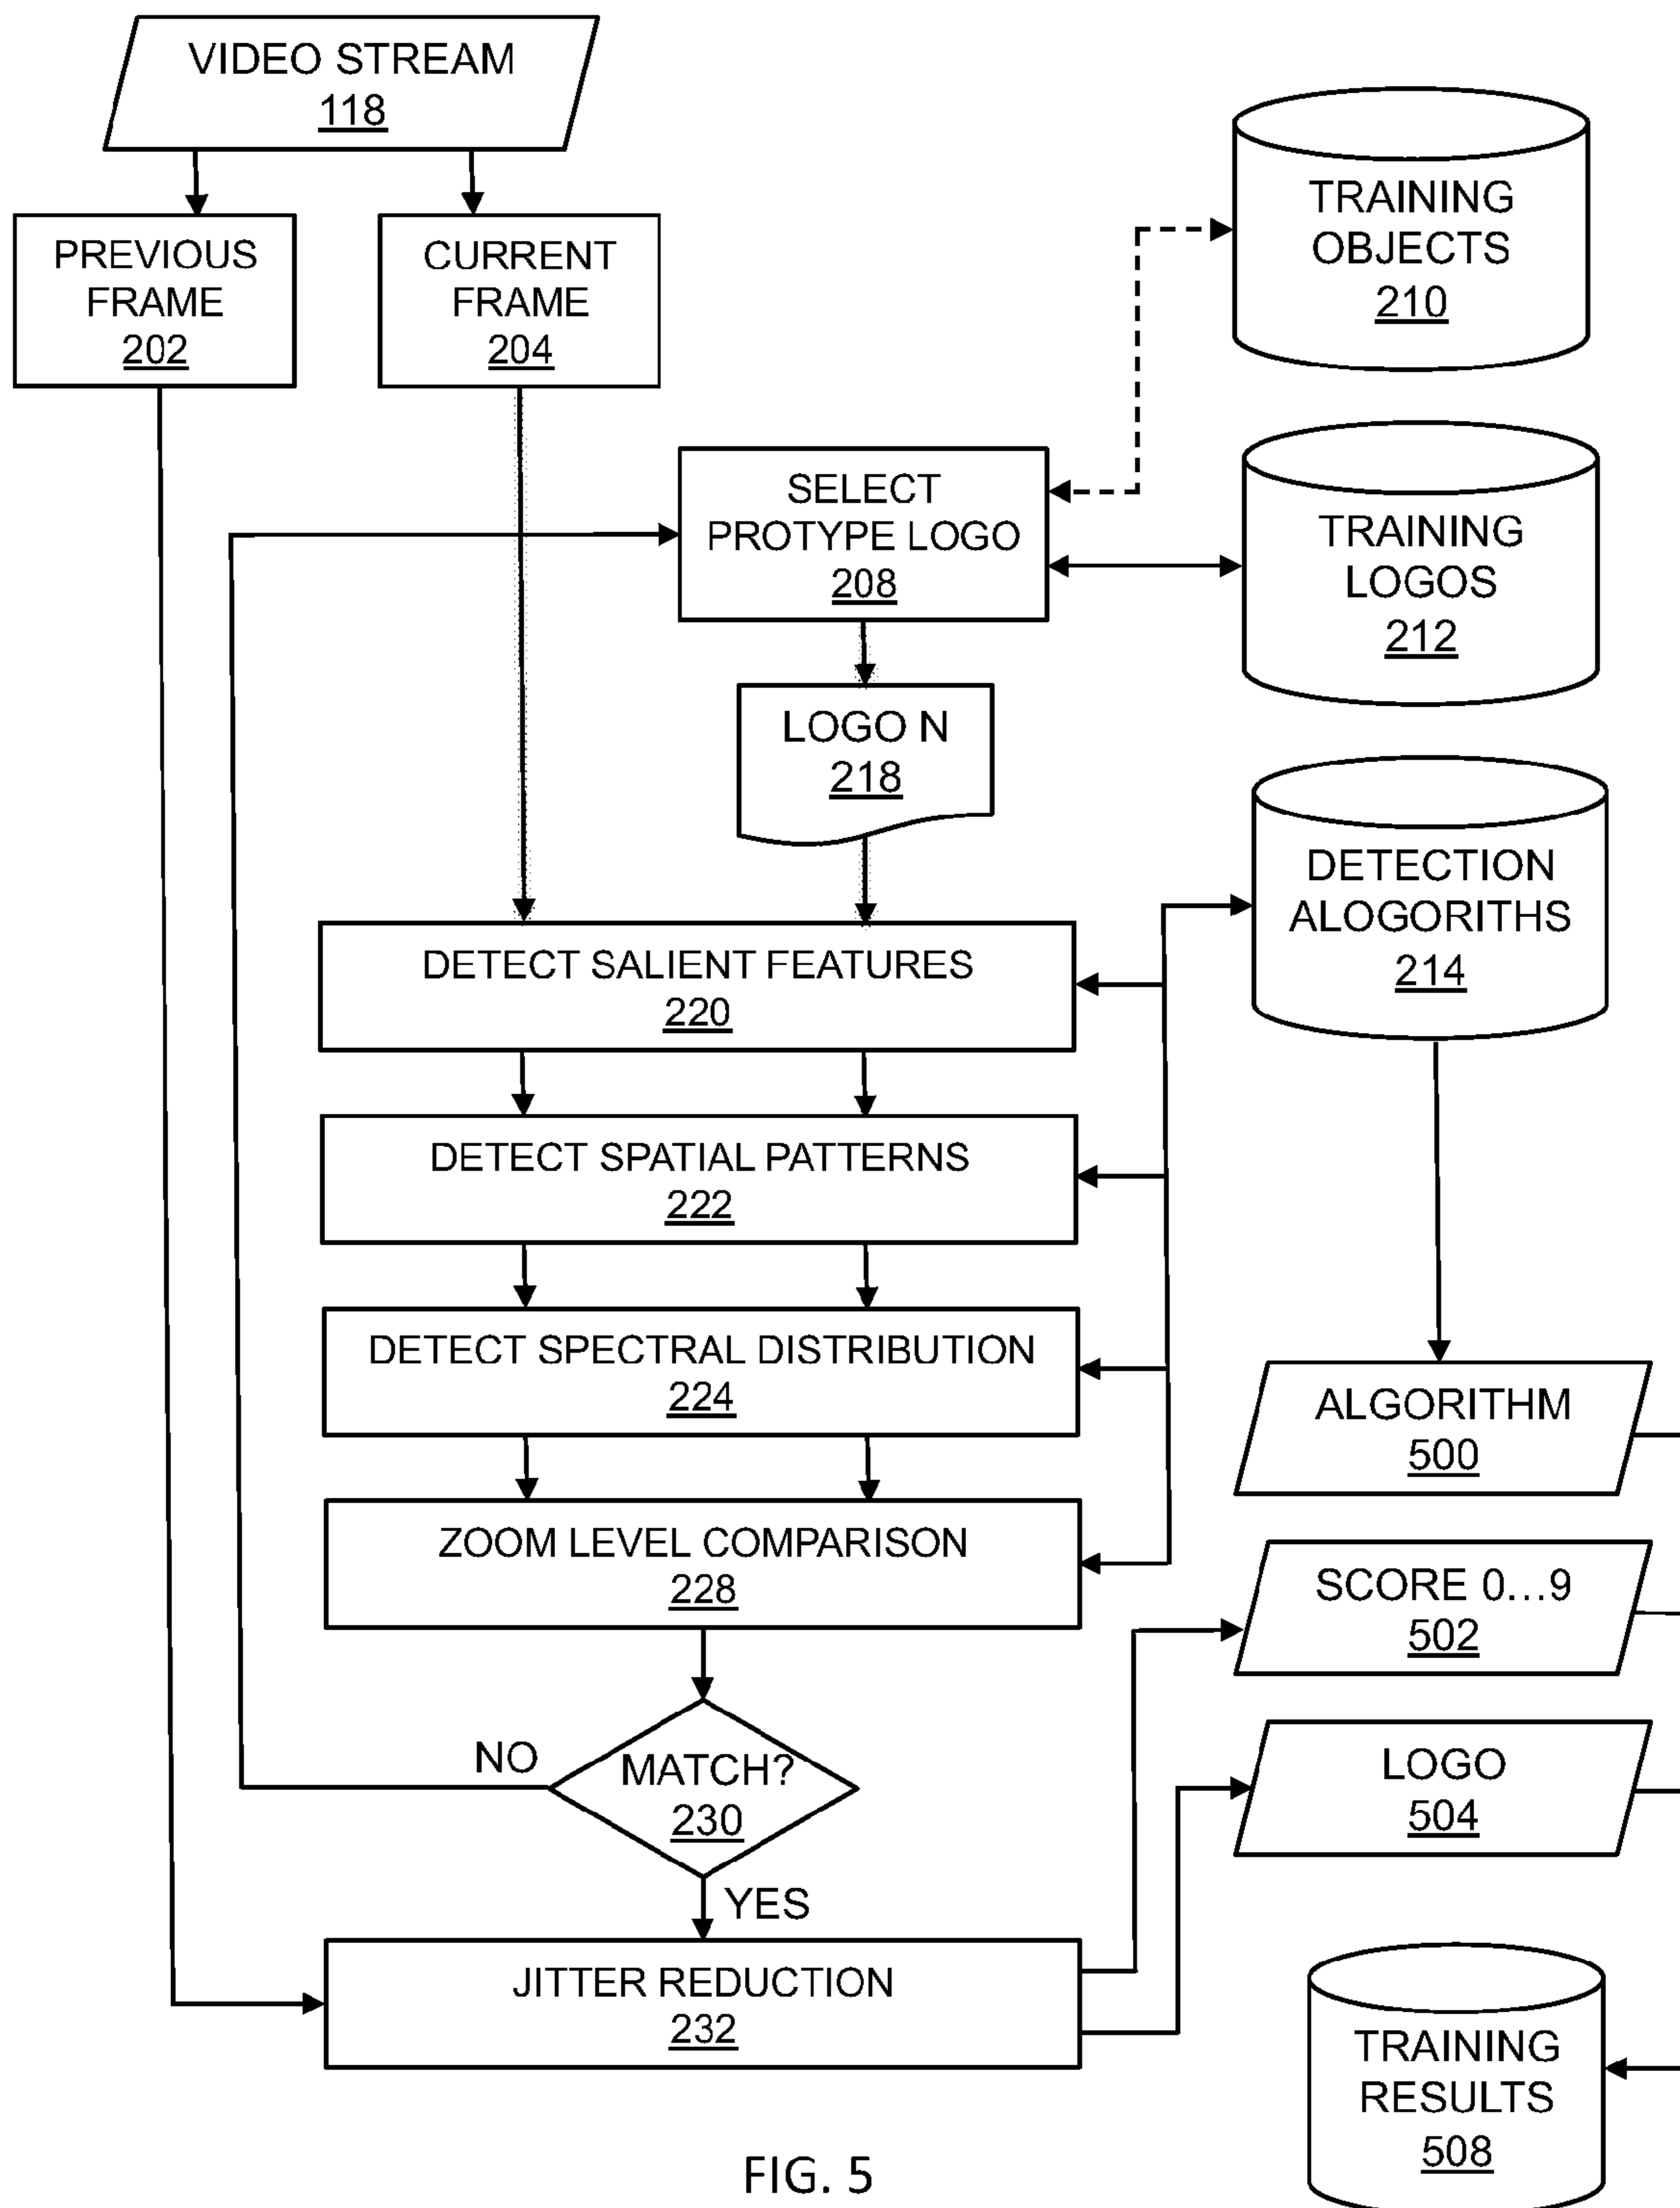 VIDEO STREAM
118
PREVIOUS
FRAME
202
CURRENT
FRAME
204
TRAINING
OBJECTS
210
SELECT
PROTYPE LOGO
208
TRAINING
LOGOS
212
LOGO N
218
DETECTION
ALOGORITHS
214
DETECT SALIENT FEATURES
220
DETECT SPATIAL PATTERNS
222
DETECT SPECTRAL DISTRIBUTION
224
ALGORITHM
500
ZOOM LEVEL COMPARISON
228
SCORE 0...9
502
NO
MATCH?
230
LOGO
504
YES
JITTER REDUCTION
232
TRAINING
RESULTS
508
FIG. 5